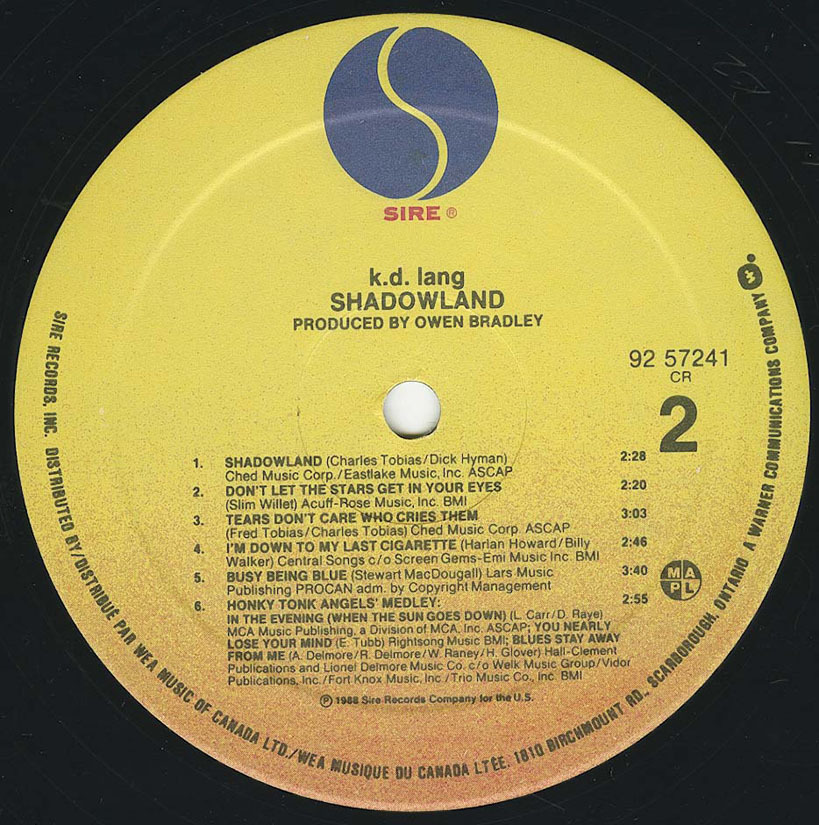 SIRE ®
k.d. lang
SHADOWLAND
PRODUCED BY OWEN BRADLEY
92 57241
CR
2
1. SHADOWLAND (Charles Tobias/Dick Hyman) 2:28
Ched Music Corp./Eastlake Music, Inc. ASCAP
2. DON'T LET THE STARS GET IN YOUR EYES 2:20
(Slim Willet) Acuff-Rose Music, Inc. BMI
3. TEARS DON'T CARE WHO CRIES THEM 3:03
(Fred Tobias/Charles Tobias) Ched Music Corp. ASCAP
4. I'M DOWN TO MY LAST CIGARETTE (Harlan Howard/Billy 2:46
Walker) Central Songs c/o Screen Gems-Emi Music Inc. BMI
5. BUSY BEING BLUE (Stewart MacDougall) Lars Music 3:40
Publishing PROCAN adm. by Copyright Management
6. HONKY TONK ANGELS' MEDLEY: 2:55
IN THE EVENING (WHEN THE SUN GOES DOWN) (L. Carr/D. Raye)
MCA Music Publishing, a Division of MCA, Inc. ASCAP; YOU NEARLY
LOSE YOUR MIND (E. Tubb) Rightsong Music BMI; BLUES STAY AWAY
FROM ME (A. Delmore/R. Delmore/W. Raney/H. Glover) Hall-Clement
Publications and Lionel Delmore Music Co. c/o Welk Music Group/Vidor
Publications, Inc./Fort Knox Music, Inc./Trio Music Co., Inc. BMI
MAPL
℗ 1988 Sire Records Company for the U.S.
SIRE RECORDS, INC. DISTRIBUTED BY/DISTRIBUÉ PAR WEA MUSIC OF CANADA LTD./WEA MUSIQUE DU CANADA LTÉE. 1810 BIRCHMOUNT RD., SCARBOROUGH, ONTARIO A WARNER COMMUNICATIONS COMPANY